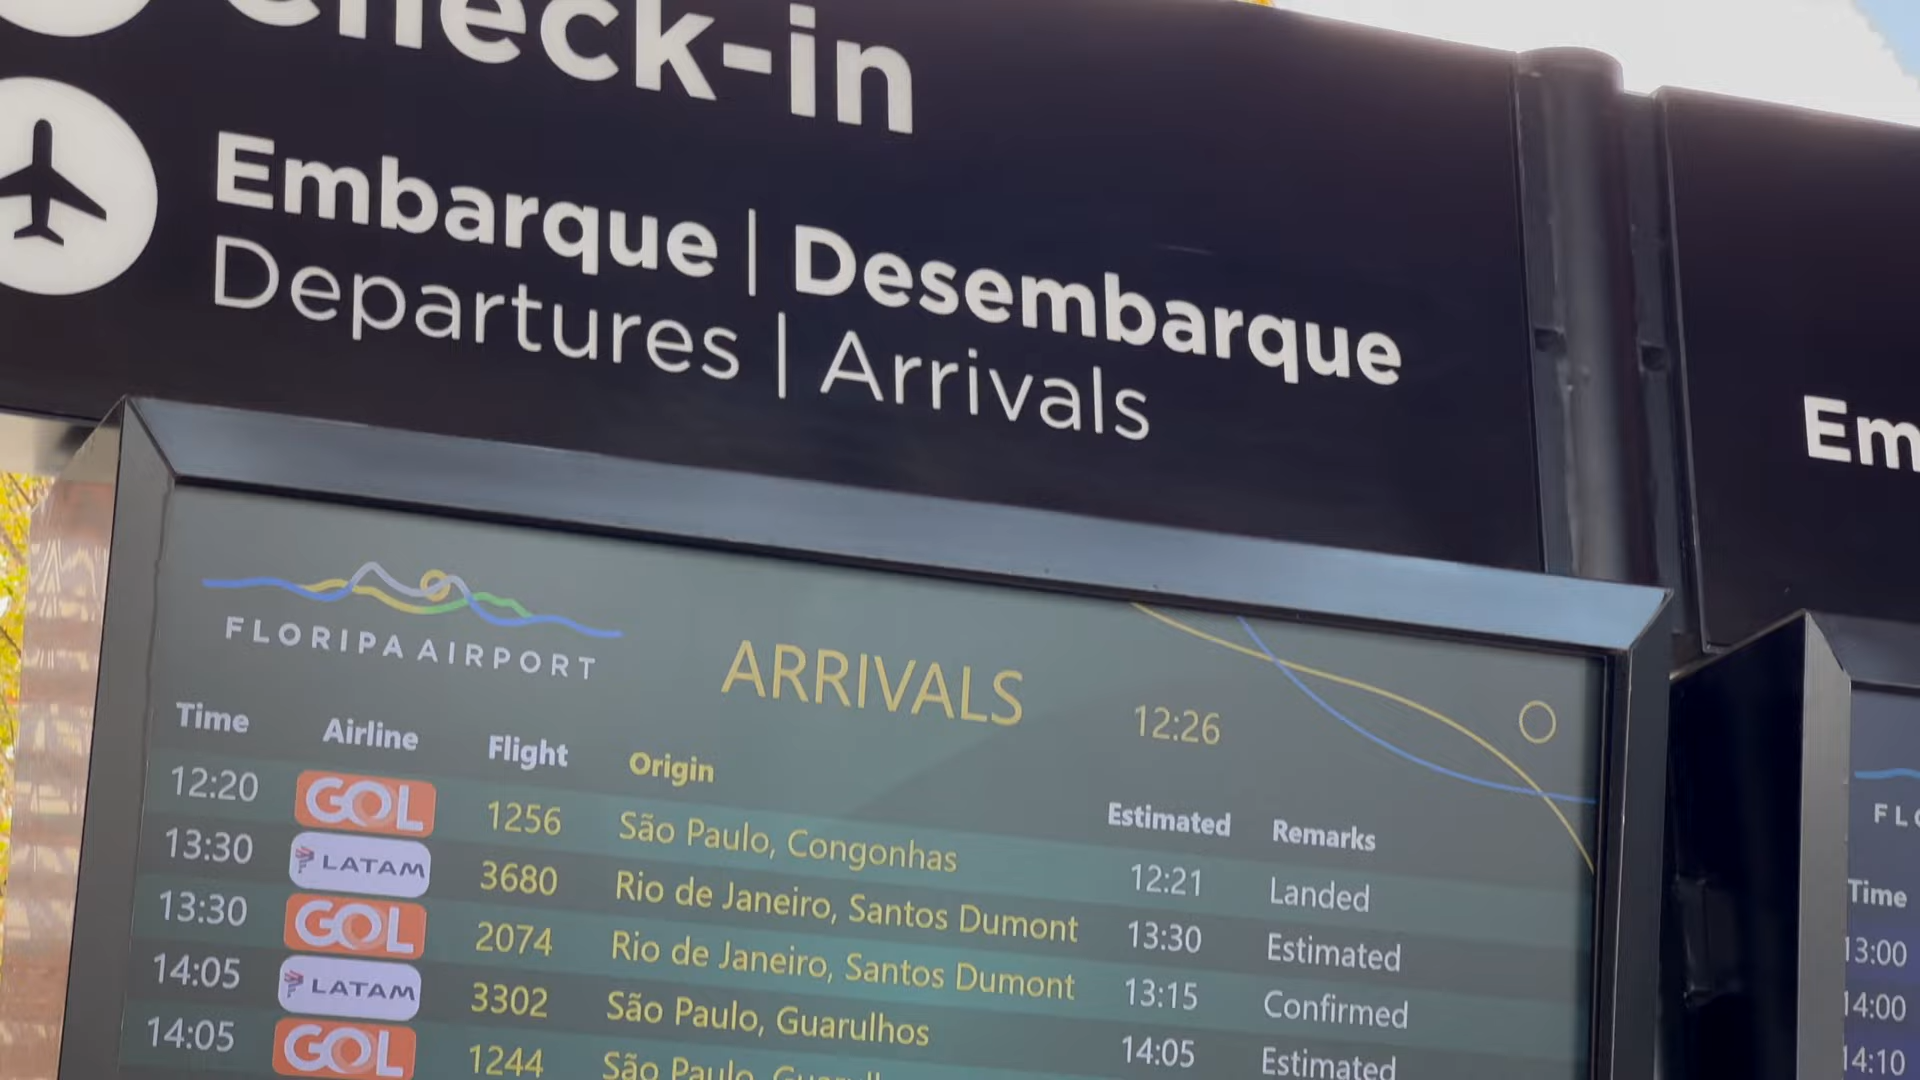 Check-in
Embarque | Desembarque
Departures | Arrivals
Em
FLORIPA AIRPORT
ARRIVALS
12:26
Time Airline Flight Origin Estimated Remarks
12:20 GOL 1256 São Paulo, Congonhas 12:21 Landed
13:30 LATAM 3680 Rio de Janeiro, Santos Dumont 13:30 Estimated
13:30 GOL 2074 Rio de Janeiro, Santos Dumont 13:15 Confirmed
14:05 LATAM 3302 São Paulo, Guarulhos 14:05 Estimated
14:05 GOL 1244 São Paulo,
FLO
Time
13:00
14:00
14:10